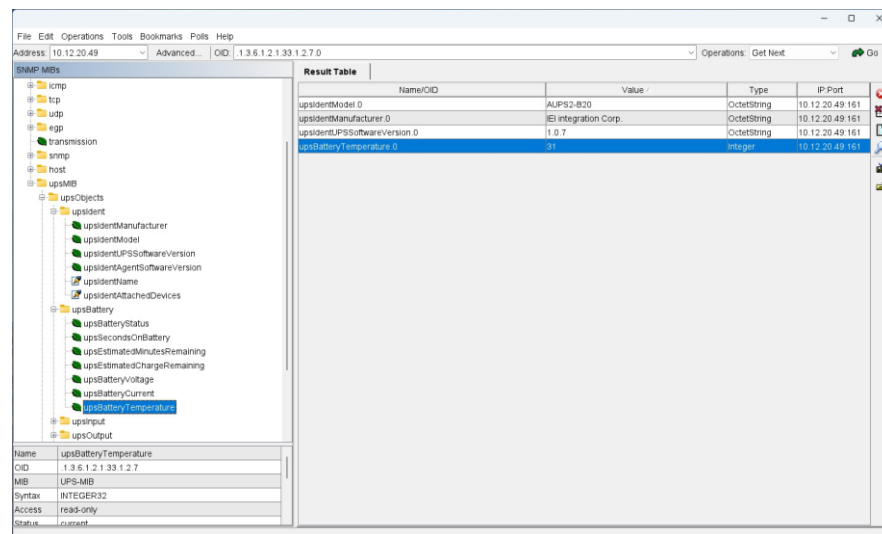 File Edit Operations Tools Bookmarks Polls Help
Address: 10.12.20.49 Advanced... OID: .1.3.6.1.2.1.33.1.2.7.0 Operations: Get Next Go
SNMP MIBs
icmp
tcp
udp
egp
transmission
snmp
host
upsMIB
upsObjects
upsIdent
upsIdentManufacturer
upsIdentModel
upsIdentUPSSoftwareVersion
upsIdentAgentSoftwareVersion
upsIdentName
upsIdentAttachedDevices
upsBattery
upsBatteryStatus
upsSecondsOnBattery
upsEstimatedMinutesRemaining
upsEstimatedChargeRemaining
upsBatteryVoltage
upsBatteryCurrent
upsBatteryTemperature
upsInput
upsOutput
Name upsBatteryTemperature
OID .1.3.6.1.2.1.33.1.2.7
MIB UPS-MIB
Syntax INTEGER32
Access read-only
Status current
Result Table
Name/OID Value Type IP:Port
upsIdentModel.0 AUPS2-B20 OctetString 10.12.20.49:161
upsIdentManufacturer.0 IEI integration Corp. OctetString 10.12.20.49:161
upsIdentUPSSoftwareVersion.0 1.0.7 OctetString 10.12.20.49:161
upsBatteryTemperature.0 31 Integer 10.12.20.49:161